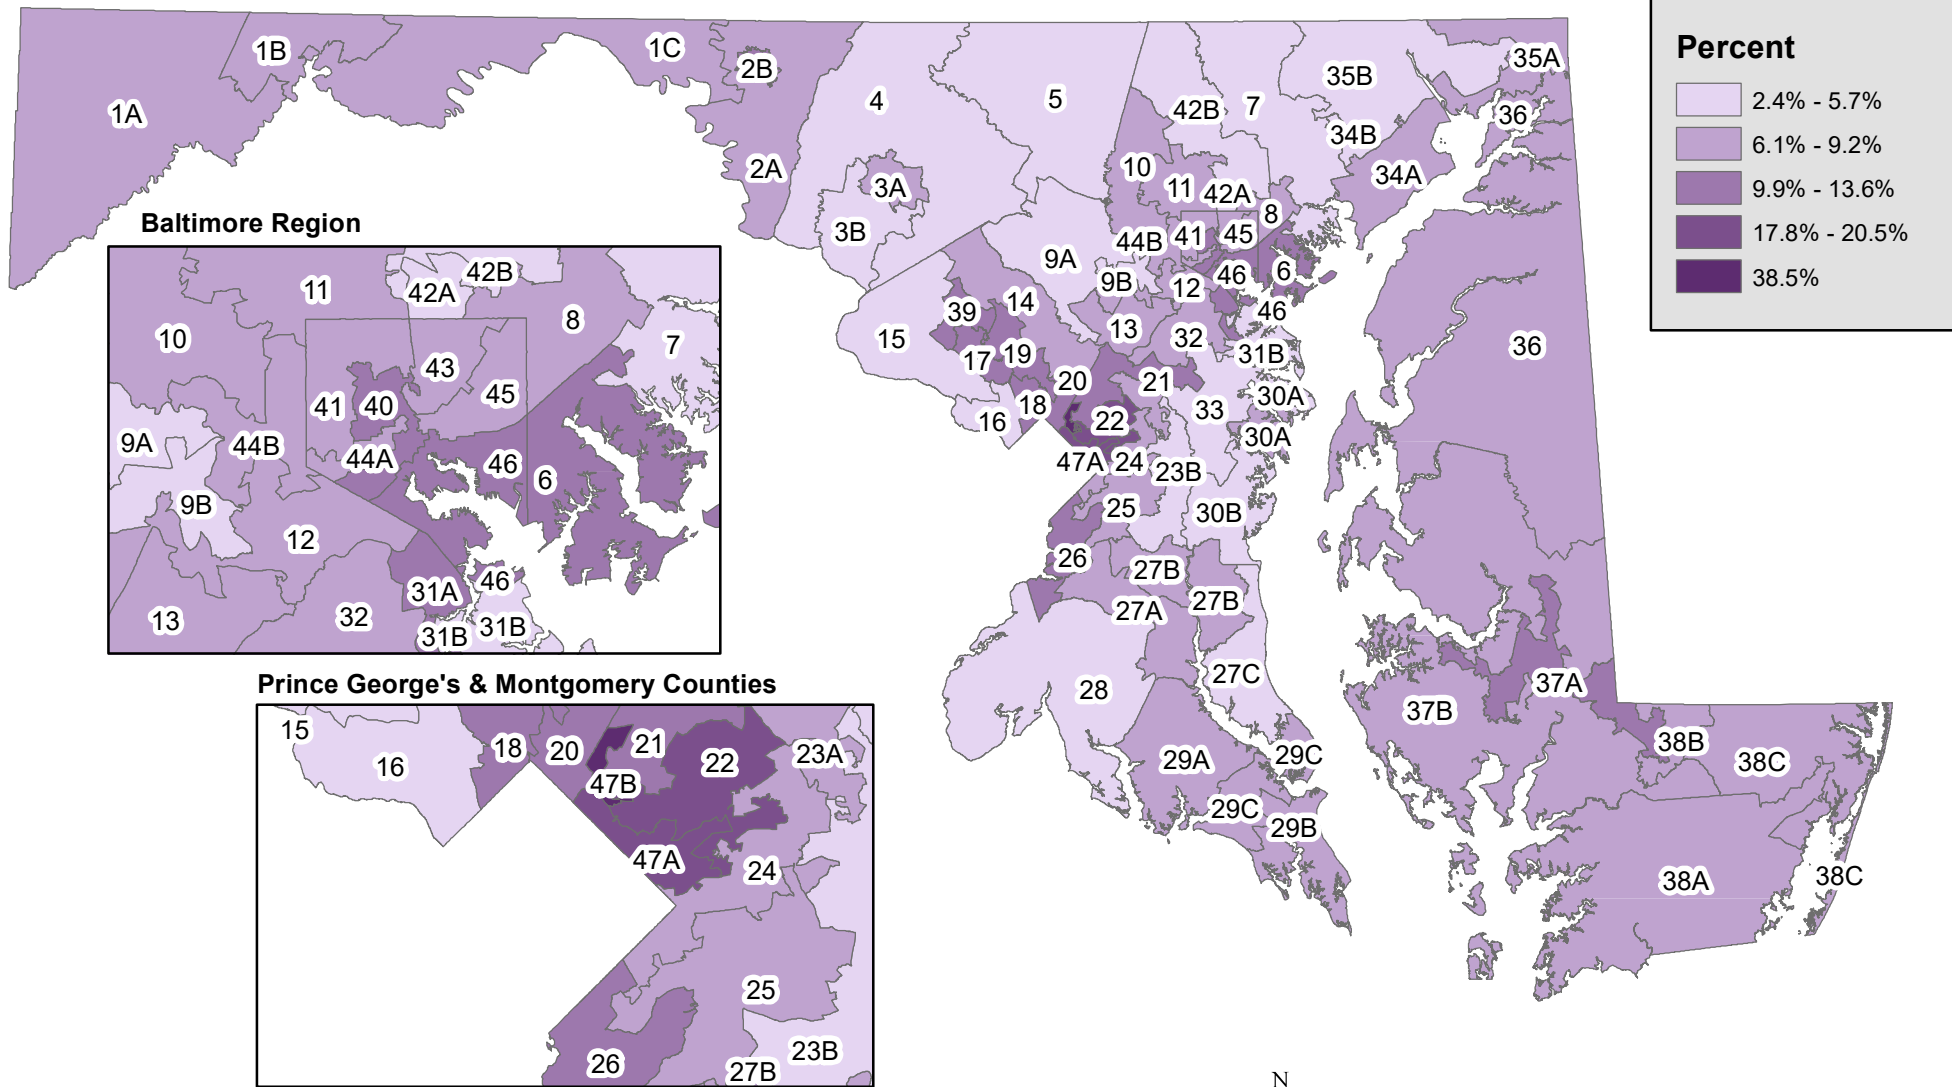 1A
1B
1C
2B
2A
4
5
3A
3B
42B
7
35B
35A
36
34B
34A
10
11
42A
8
44B
41
45
9A
9B
12
46
6
46
39
14
15
13
32
31B
17
19
20
21
30A
18
16
22
33
30A
47A
24
23B
25
30B
26
27B
27B
27A
28
27C
29A
29C
29C
29B
36
37A
37B
38B
38C
38A
38C
Percent
2.4% - 5.7%
6.1% - 9.2%
9.9% - 13.6%
17.8% - 20.5%
38.5%
Baltimore Region
11
42A
42B
10
8
7
43
41
40
45
9A
44B
44A
46
6
9B
12
31A
46
13
32
31B
31B
Prince George's & Montgomery Counties
15
16
18
20
21
22
23A
47B
47A
24
25
26
27B
23B
N